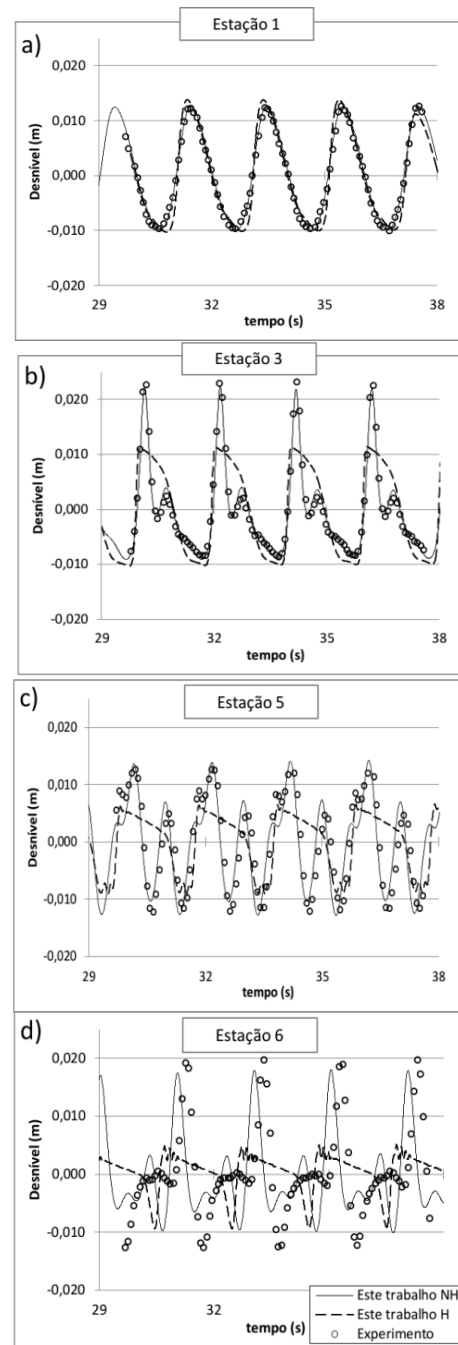 Estação 1
a)
0,020
0,010
0,000
-0,010
-0,020
Desnível (m)
29 32 35 38
tempo (s)
Estação 3
b)
0,020
0,010
0,000
-0,010
-0,020
Desnível (m)
29 32 35 38
tempo (s)
Estação 5
c)
0,020
0,010
0,000
-0,010
-0,020
Desnível (m)
29 32 35 38
tempo (s)
Estação 6
d)
0,020
0,010
0,000
-0,010
-0,020
Desnível (m)
29 32 35 38
tempo (s)
Este trabalho NH
Este trabalho H
Experimento